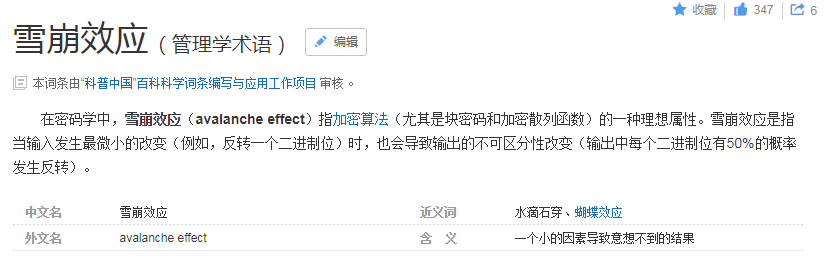 收藏 347 6
雪崩效应（管理学术语） 编辑
本词条由“科普中国”百科科学词条编写与应用工作项目 审核 。
在密码学中，雪崩效应（avalanche effect）指加密算法（尤其是块密码和加密散列函数）的一种理想属性。雪崩效应是指
当输入发生最微小的改变（例如，反转一个二进制位）时，也会导致输出的不可区分性改变（输出中每个二进制位有50%的概率
发生反转）。
中文名 雪崩效应 近义词 水滴石穿、蝴蝶效应
外文名 avalanche effect 含 义 一个小的因素导致意想不到的结果